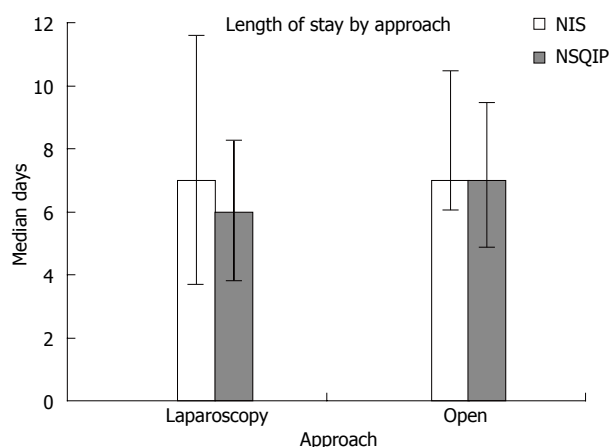 Length of stay by approach
NIS
NSQIP
Median days
12
10
8
6
4
2
0
Laparoscopy
Open
Approach